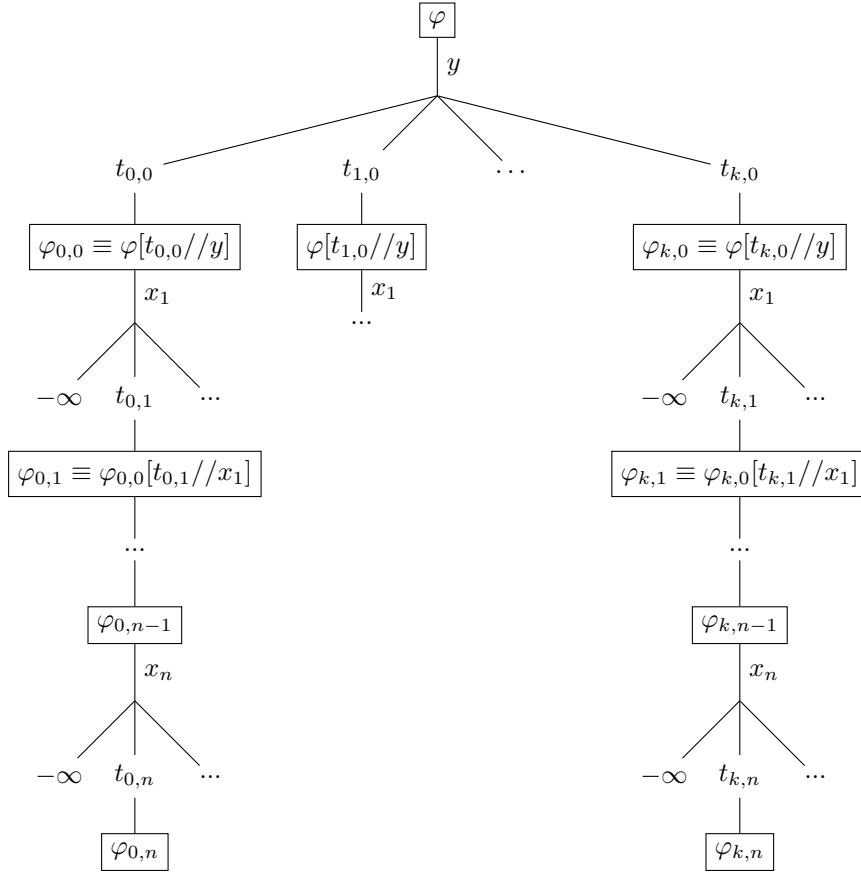 φ
y
t_{0,0} t_{1,0} ... t_{k,0}
φ_{0,0} ≡ φ[t_{0,0}//y] φ[t_{1,0}//y] φ_{k,0} ≡ φ[t_{k,0}//y]
x_1 x_1 x_1
...
−∞ t_{0,1} ... −∞ t_{k,1} ...
φ_{0,1} ≡ φ_{0,0}[t_{0,1}//x_1] φ_{k,1} ≡ φ_{k,0}[t_{k,1}//x_1]
... ...
φ_{0,n−1} φ_{k,n−1}
x_n x_n
−∞ t_{0,n} ... −∞ t_{k,n} ...
φ_{0,n} φ_{k,n}